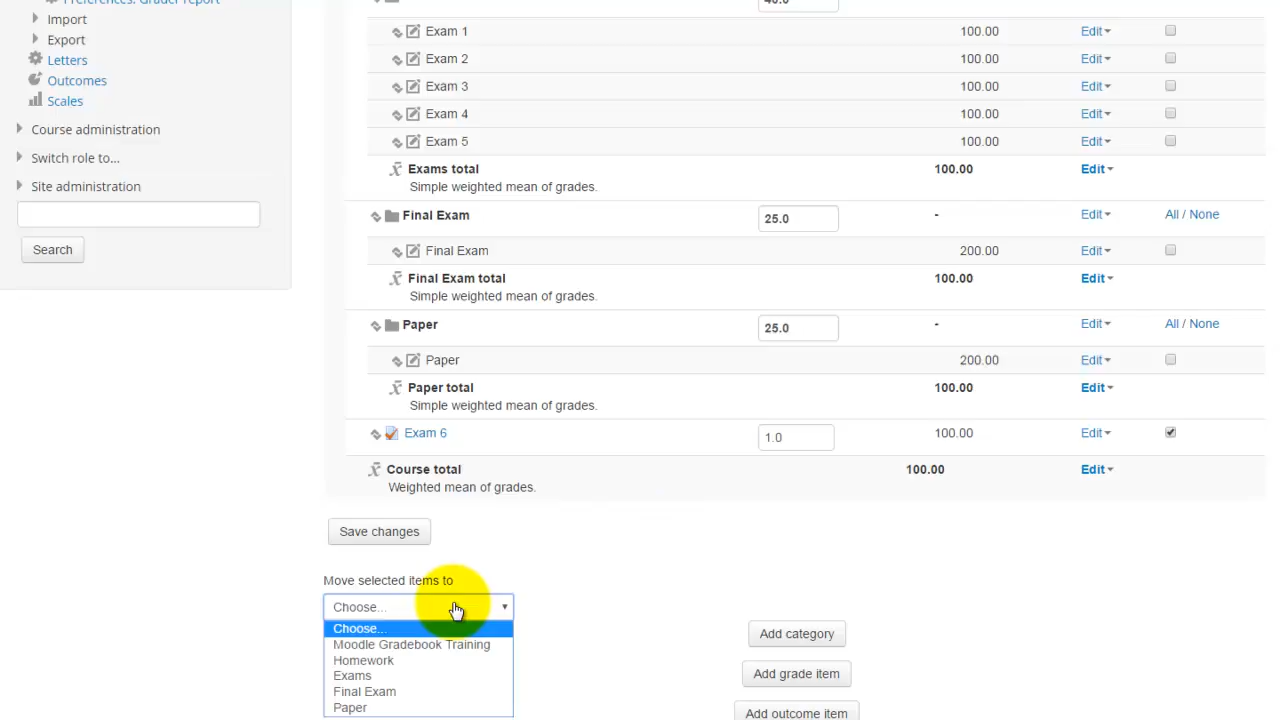 Preferences: Grader report
Import
Export
Letters
Outcomes
Scales
Course administration
Switch role to...
Site administration
Search
40.0
Exam 1 100.00 Edit
Exam 2 100.00 Edit
Exam 3 100.00 Edit
Exam 4 100.00 Edit
Exam 5 100.00 Edit
Exams total 100.00 Edit
Simple weighted mean of grades.
Final Exam 25.0 - Edit All / None
Final Exam 200.00 Edit
Final Exam total 100.00 Edit
Simple weighted mean of grades.
Paper 25.0 - Edit All / None
Paper 200.00 Edit
Paper total 100.00 Edit
Simple weighted mean of grades.
Exam 6 1.0 100.00 Edit
Course total 100.00 Edit
Weighted mean of grades.
Save changes
Move selected items to
Choose...
Choose...
Moodle Gradebook Training
Homework
Exams
Final Exam
Paper
Add category
Add grade item
Add outcome item